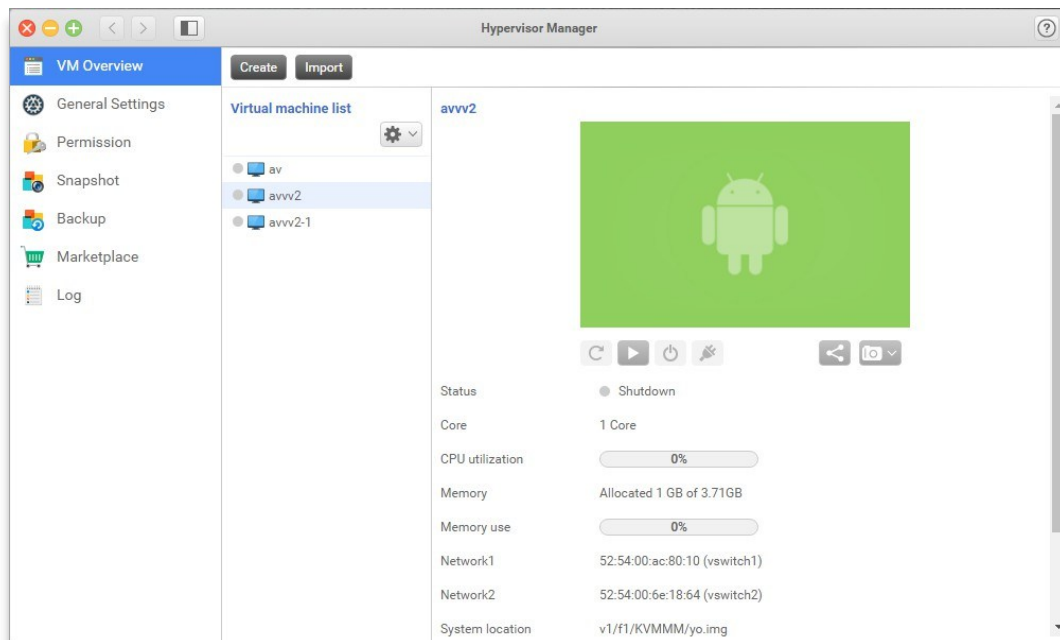 Hypervisor Manager
?
VM Overview
General Settings
Permission
Snapshot
Backup
Marketplace
Log
Create Import
Virtual machine list
av
avvv2
avvv2-1
avvv2
Status Shutdown
Core 1 Core
CPU utilization 0%
Memory Allocated 1 GB of 3.71GB
Memory use 0%
Network1 52:54:00:ac:80:10 (vswitch1)
Network2 52:54:00:6e:18:64 (vswitch2)
System location v1/f1/KVMMM/yo.img